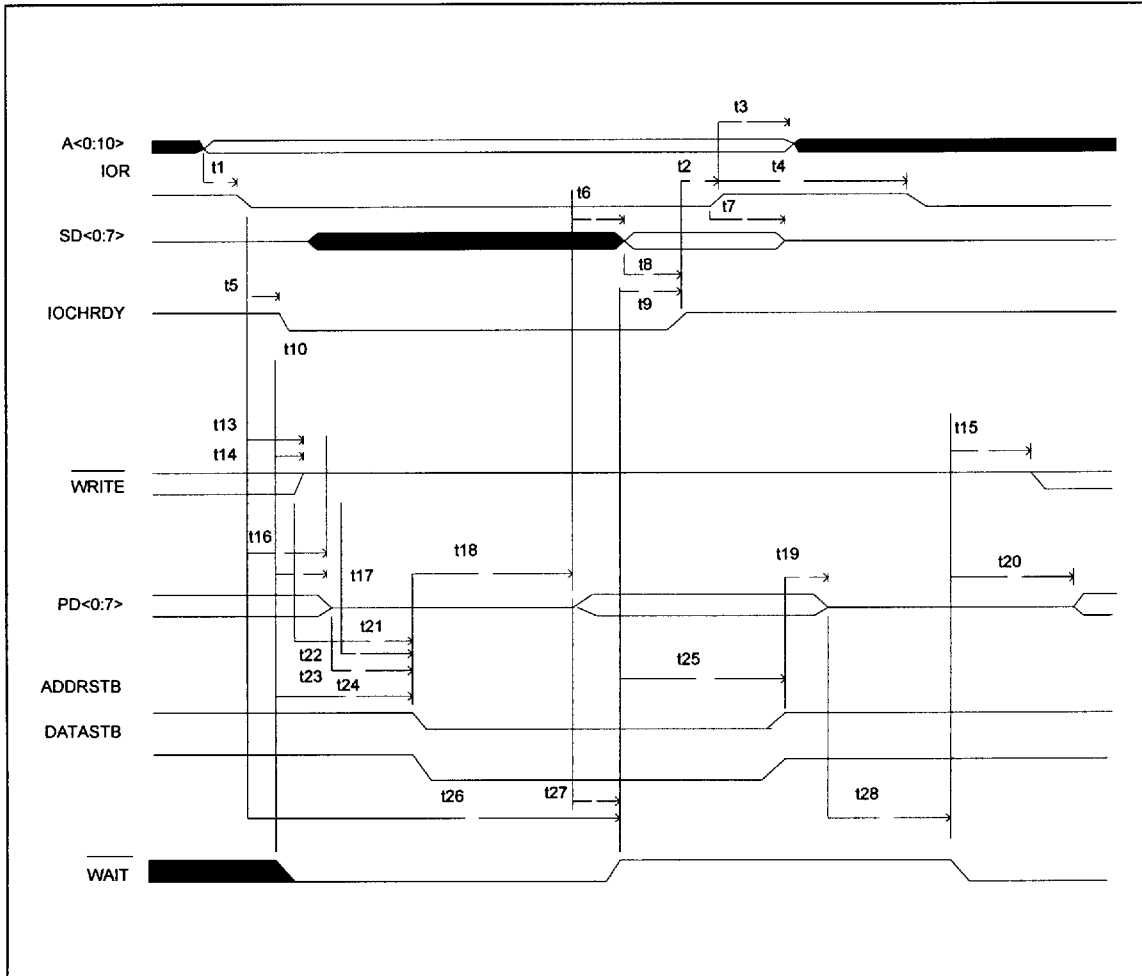 t3
A<0:10>
IOR
t1
t2
t4
t6
t7
SD<0:7>
t8
t5
t9
IOCHRDY
t10
t13
t15
t14
WRITE
t16
t18
t19
t17
t20
PD<0:7>
t21
t22
t25
t23
t24
ADDRSTB
DATASTB
t26
t27
t28
WAIT